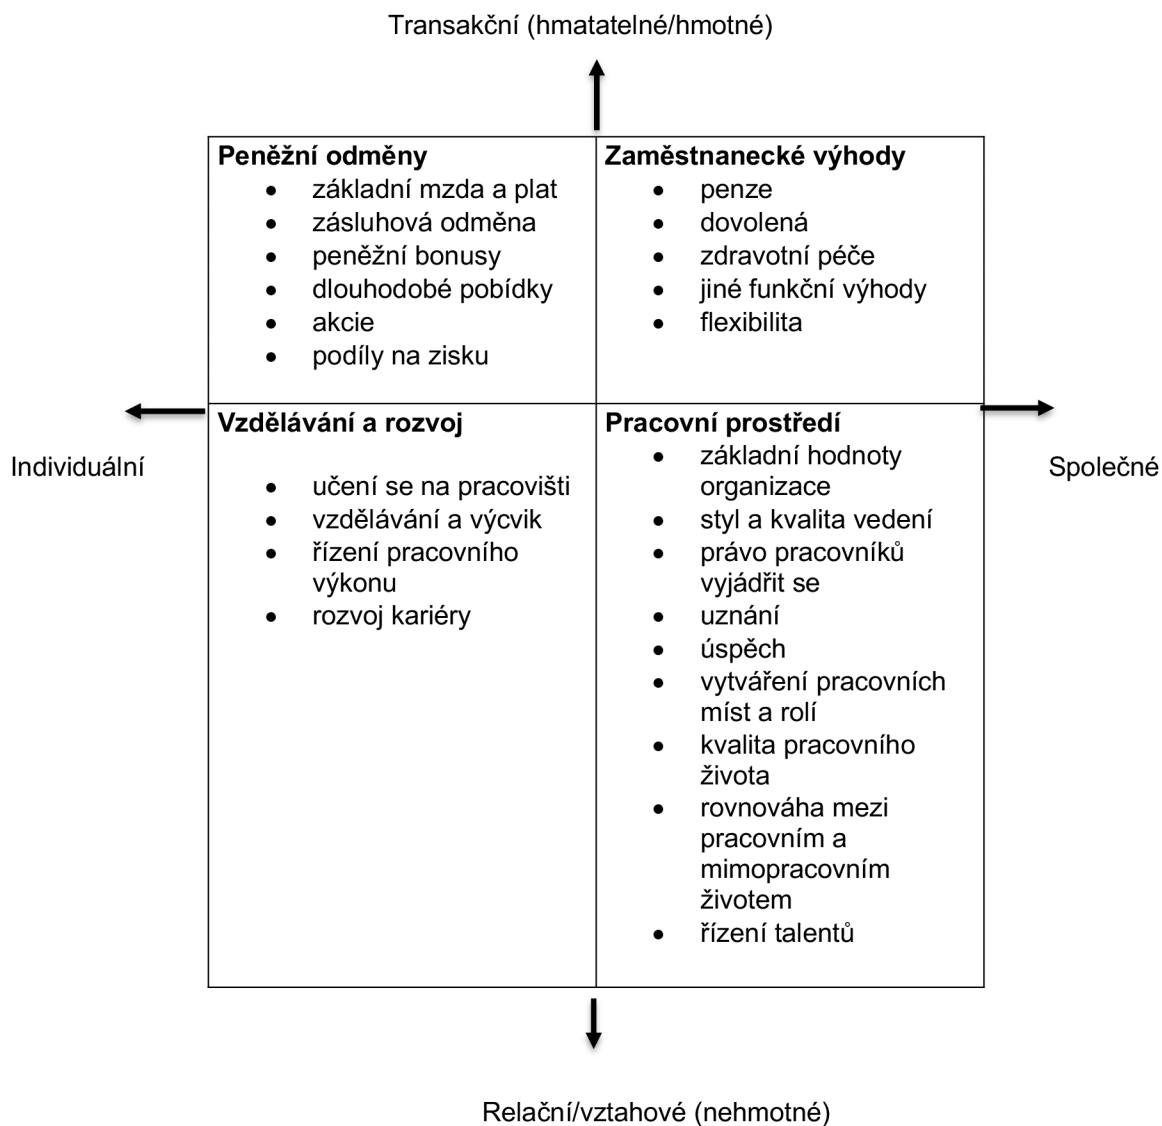 Transakční (hmatatelné/hmotné)
Peněžní odměny
• základní mzda a plat
• zásluhová odměna
• peněžní bonusy
• dlouhodobé pobídky
• akcie
• podíly na zisku
Zaměstnanecké výhody
• penze
• dovolená
• zdravotní péče
• jiné funkční výhody
• flexibilita
Individuální
Vzdělávání a rozvoj
• učení se na pracovišti
• vzdělávání a výcvik
• řízení pracovního
výkonu
• rozvoj kariéry
Pracovní prostředí
• základní hodnoty
organizace
• styl a kvalita vedení
• právo pracovníků
vyjádřit se
• uznání
• úspěch
• vytváření pracovních
míst a rolí
• kvalita pracovního
života
• rovnováha mezi
pracovním a
mimopracovním
životem
• řízení talentů
Společné
Relační/vztahové (nehmotné)